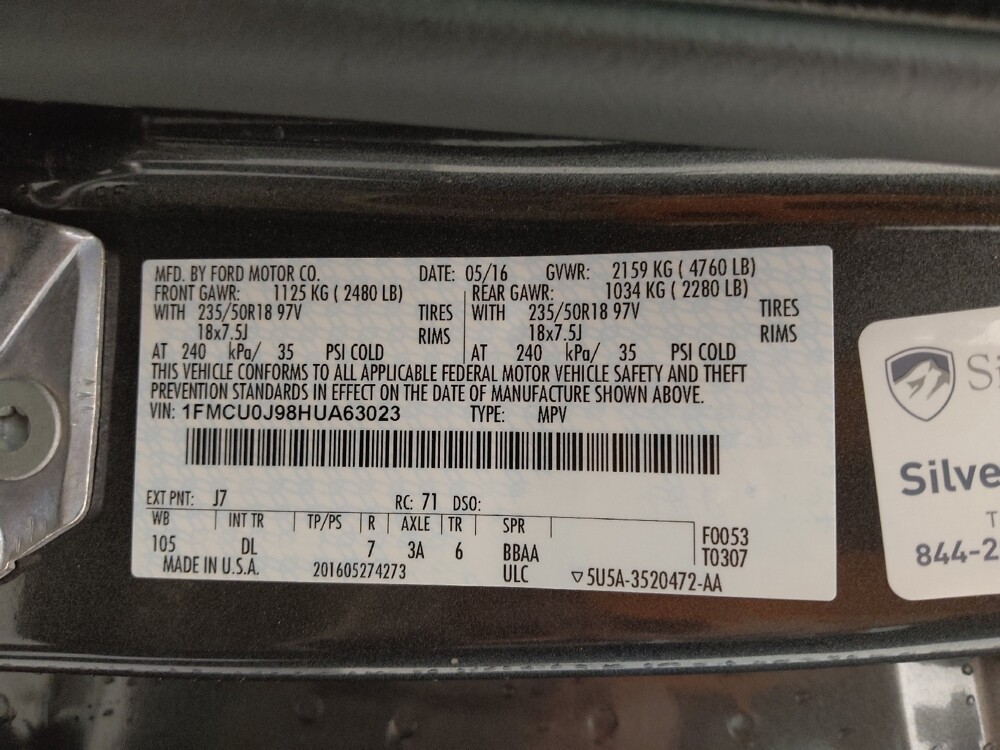 MFD. BY FORD MOTOR CO. DATE: 05/16 GVWR: 2159 KG ( 4760 LB)
FRONT GAWR: 1125 KG ( 2480 LB) REAR GAWR: 1034 KG ( 2280 LB)
WITH 235/50R18 97V TIRES WITH 235/50R18 97V TIRES
18x7.5J RIMS 18x7.5J RIMS
AT 240 kPa/ 35 PSI COLD AT 240 kPa/ 35 PSI COLD
THIS VEHICLE CONFORMS TO ALL APPLICABLE FEDERAL MOTOR VEHICLE SAFETY AND THEFT
PREVENTION STANDARDS IN EFFECT ON THE DATE OF MANUFACTURE SHOWN ABOVE.
VIN: 1FMCU0J98HUA63023 TYPE: MPV
EXT PNT: J7 RC: 71 DSO:
WB INT TR TP/PS R AXLE TR SPR
105 DL 7 3A 6 BBAA F0053
T0307
MADE IN U.S.A. 201605274273 ULC ▽5U5A-3520472-AA
Silve
844-2